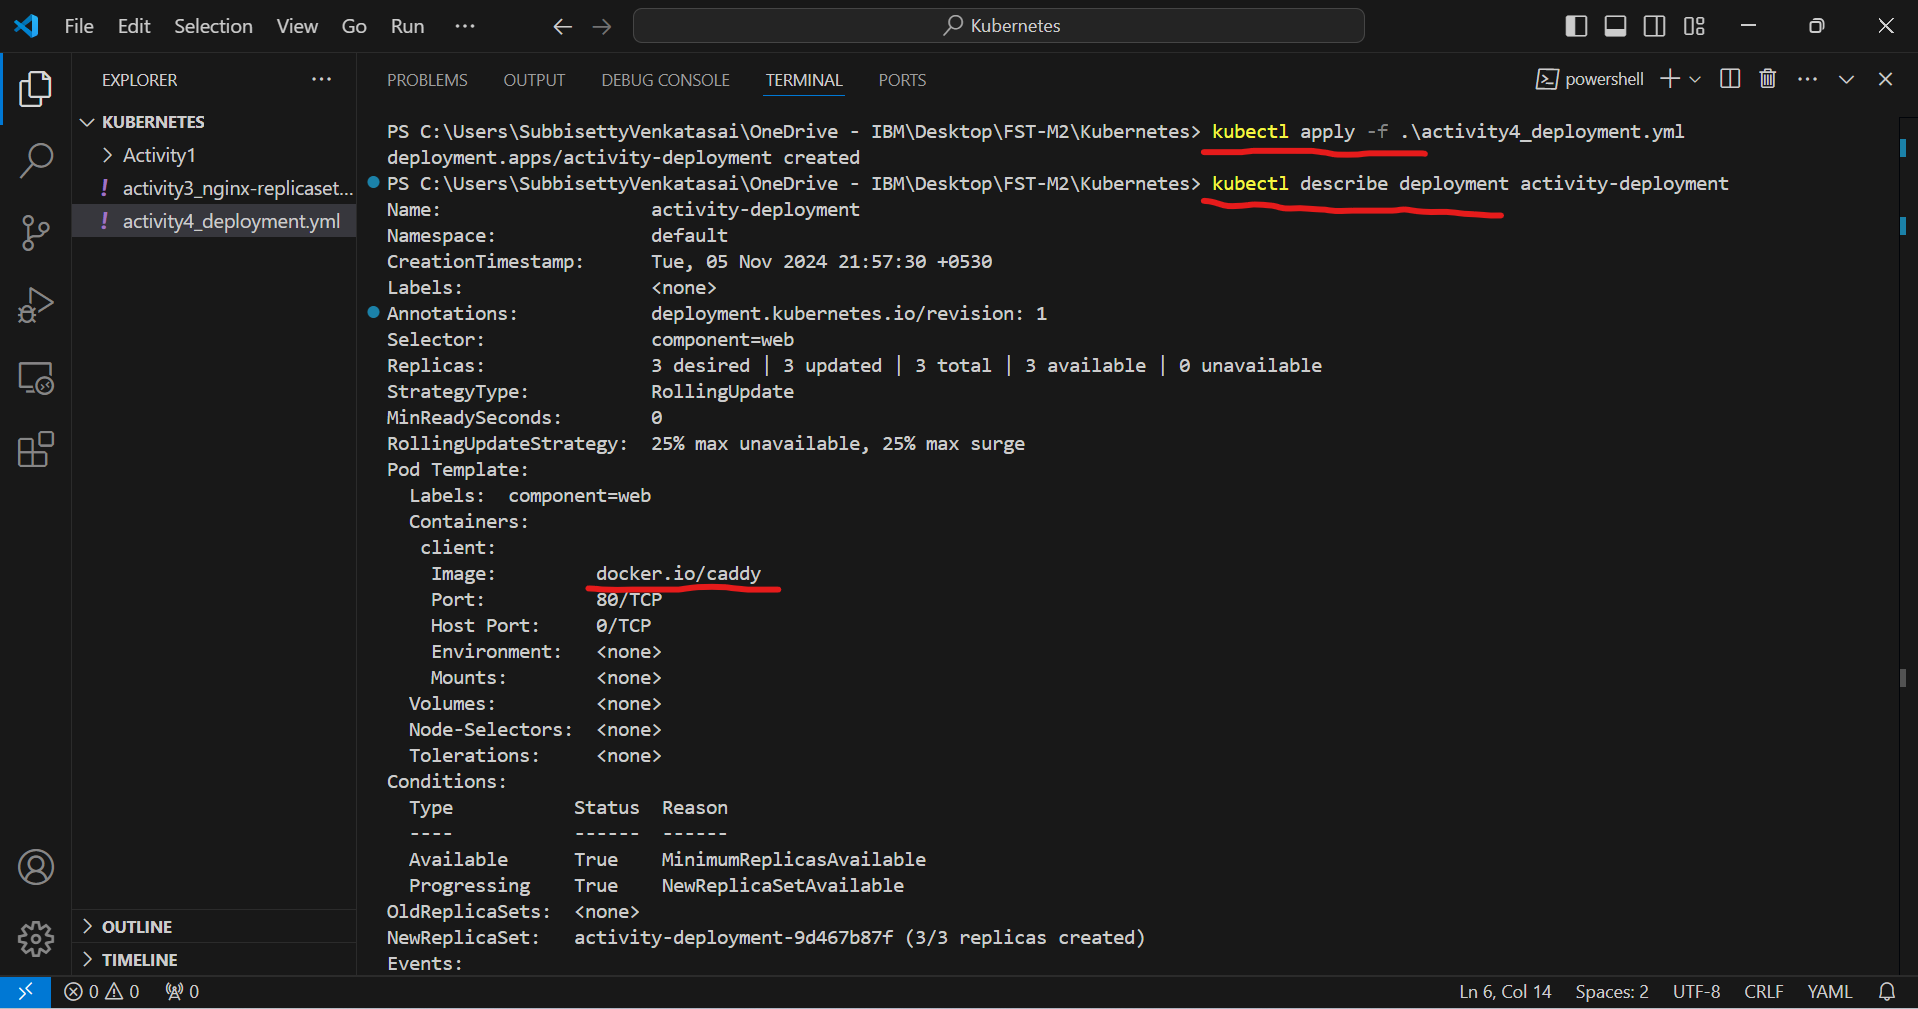 File Edit Selection View Go Run ··· Kubernetes
EXPLORER ···
PROBLEMS OUTPUT DEBUG CONSOLE TERMINAL PORTS powershell ···
KUBERNETES
Activity1
! activity3_nginx-replicaset...
! activity4_deployment.yml
PS C:\Users\SubbisettyVenkatasai\OneDrive - IBM\Desktop\FST-M2\Kubernetes> kubectl apply -f .\activity4_deployment.yml
deployment.apps/activity-deployment created
PS C:\Users\SubbisettyVenkatasai\OneDrive - IBM\Desktop\FST-M2\Kubernetes> kubectl describe deployment activity-deployment
Name: activity-deployment
Namespace: default
CreationTimestamp: Tue, 05 Nov 2024 21:57:30 +0530
Labels: <none>
Annotations: deployment.kubernetes.io/revision: 1
Selector: component=web
Replicas: 3 desired | 3 updated | 3 total | 3 available | 0 unavailable
StrategyType: RollingUpdate
MinReadySeconds: 0
RollingUpdateStrategy: 25% max unavailable, 25% max surge
Pod Template:
Labels: component=web
Containers:
client:
Image: docker.io/caddy
Port: 80/TCP
Host Port: 0/TCP
Environment: <none>
Mounts: <none>
Volumes: <none>
Node-Selectors: <none>
Tolerations: <none>
Conditions:
Type Status Reason
---- ------ ------
Available True MinimumReplicasAvailable
Progressing True NewReplicaSetAvailable
OldReplicaSets: <none>
NewReplicaSet: activity-deployment-9d467b87f (3/3 replicas created)
Events:
OUTLINE
TIMELINE
0 0 0 Ln 6, Col 14 Spaces: 2 UTF-8 CRLF YAML